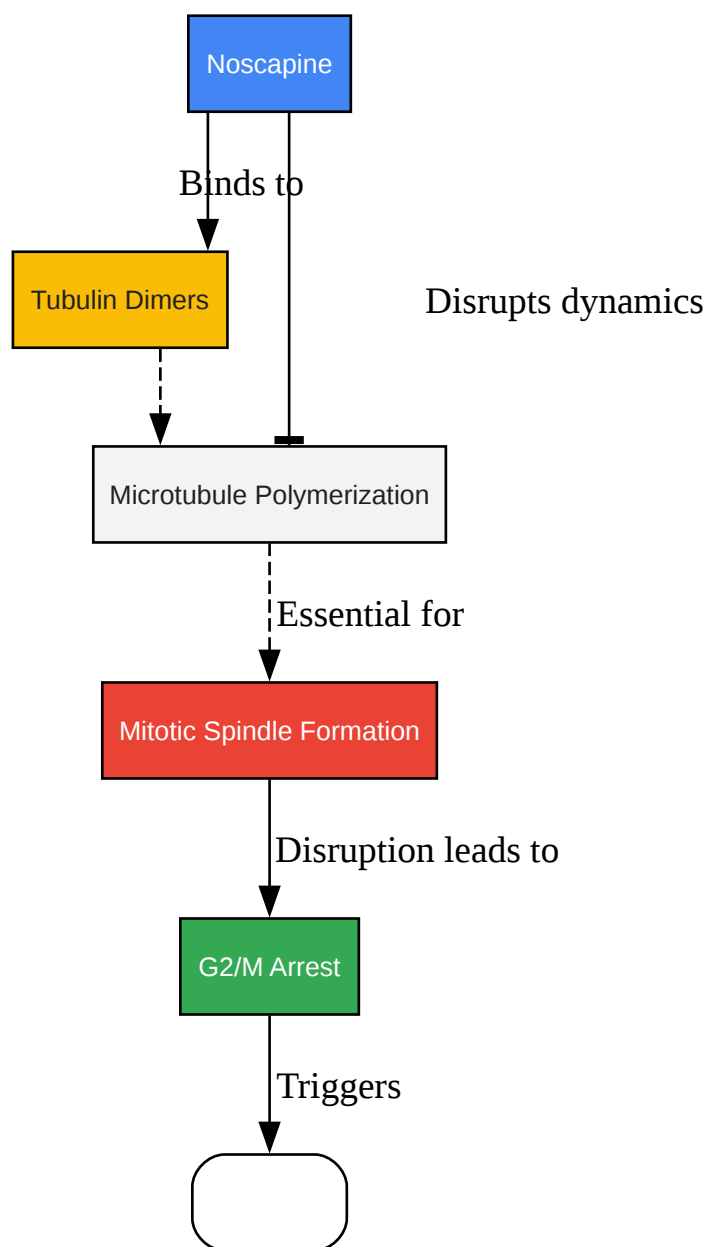 Noscapine
Binds to
Tubulin Dimers
Disrupts dynamics
Microtubule Polymerization
Essential for
Mitotic Spindle Formation
Disruption leads to
G2/M Arrest
Triggers